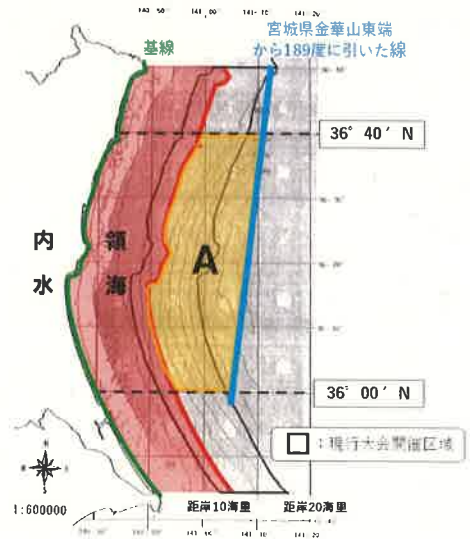 宮城県金華山東端
から189度に引いた線
基線
36° 40′ N
内水
領海
A
36° 00′ N
：現行大会開催区域
1:600000
距岸10海里
距岸20海里